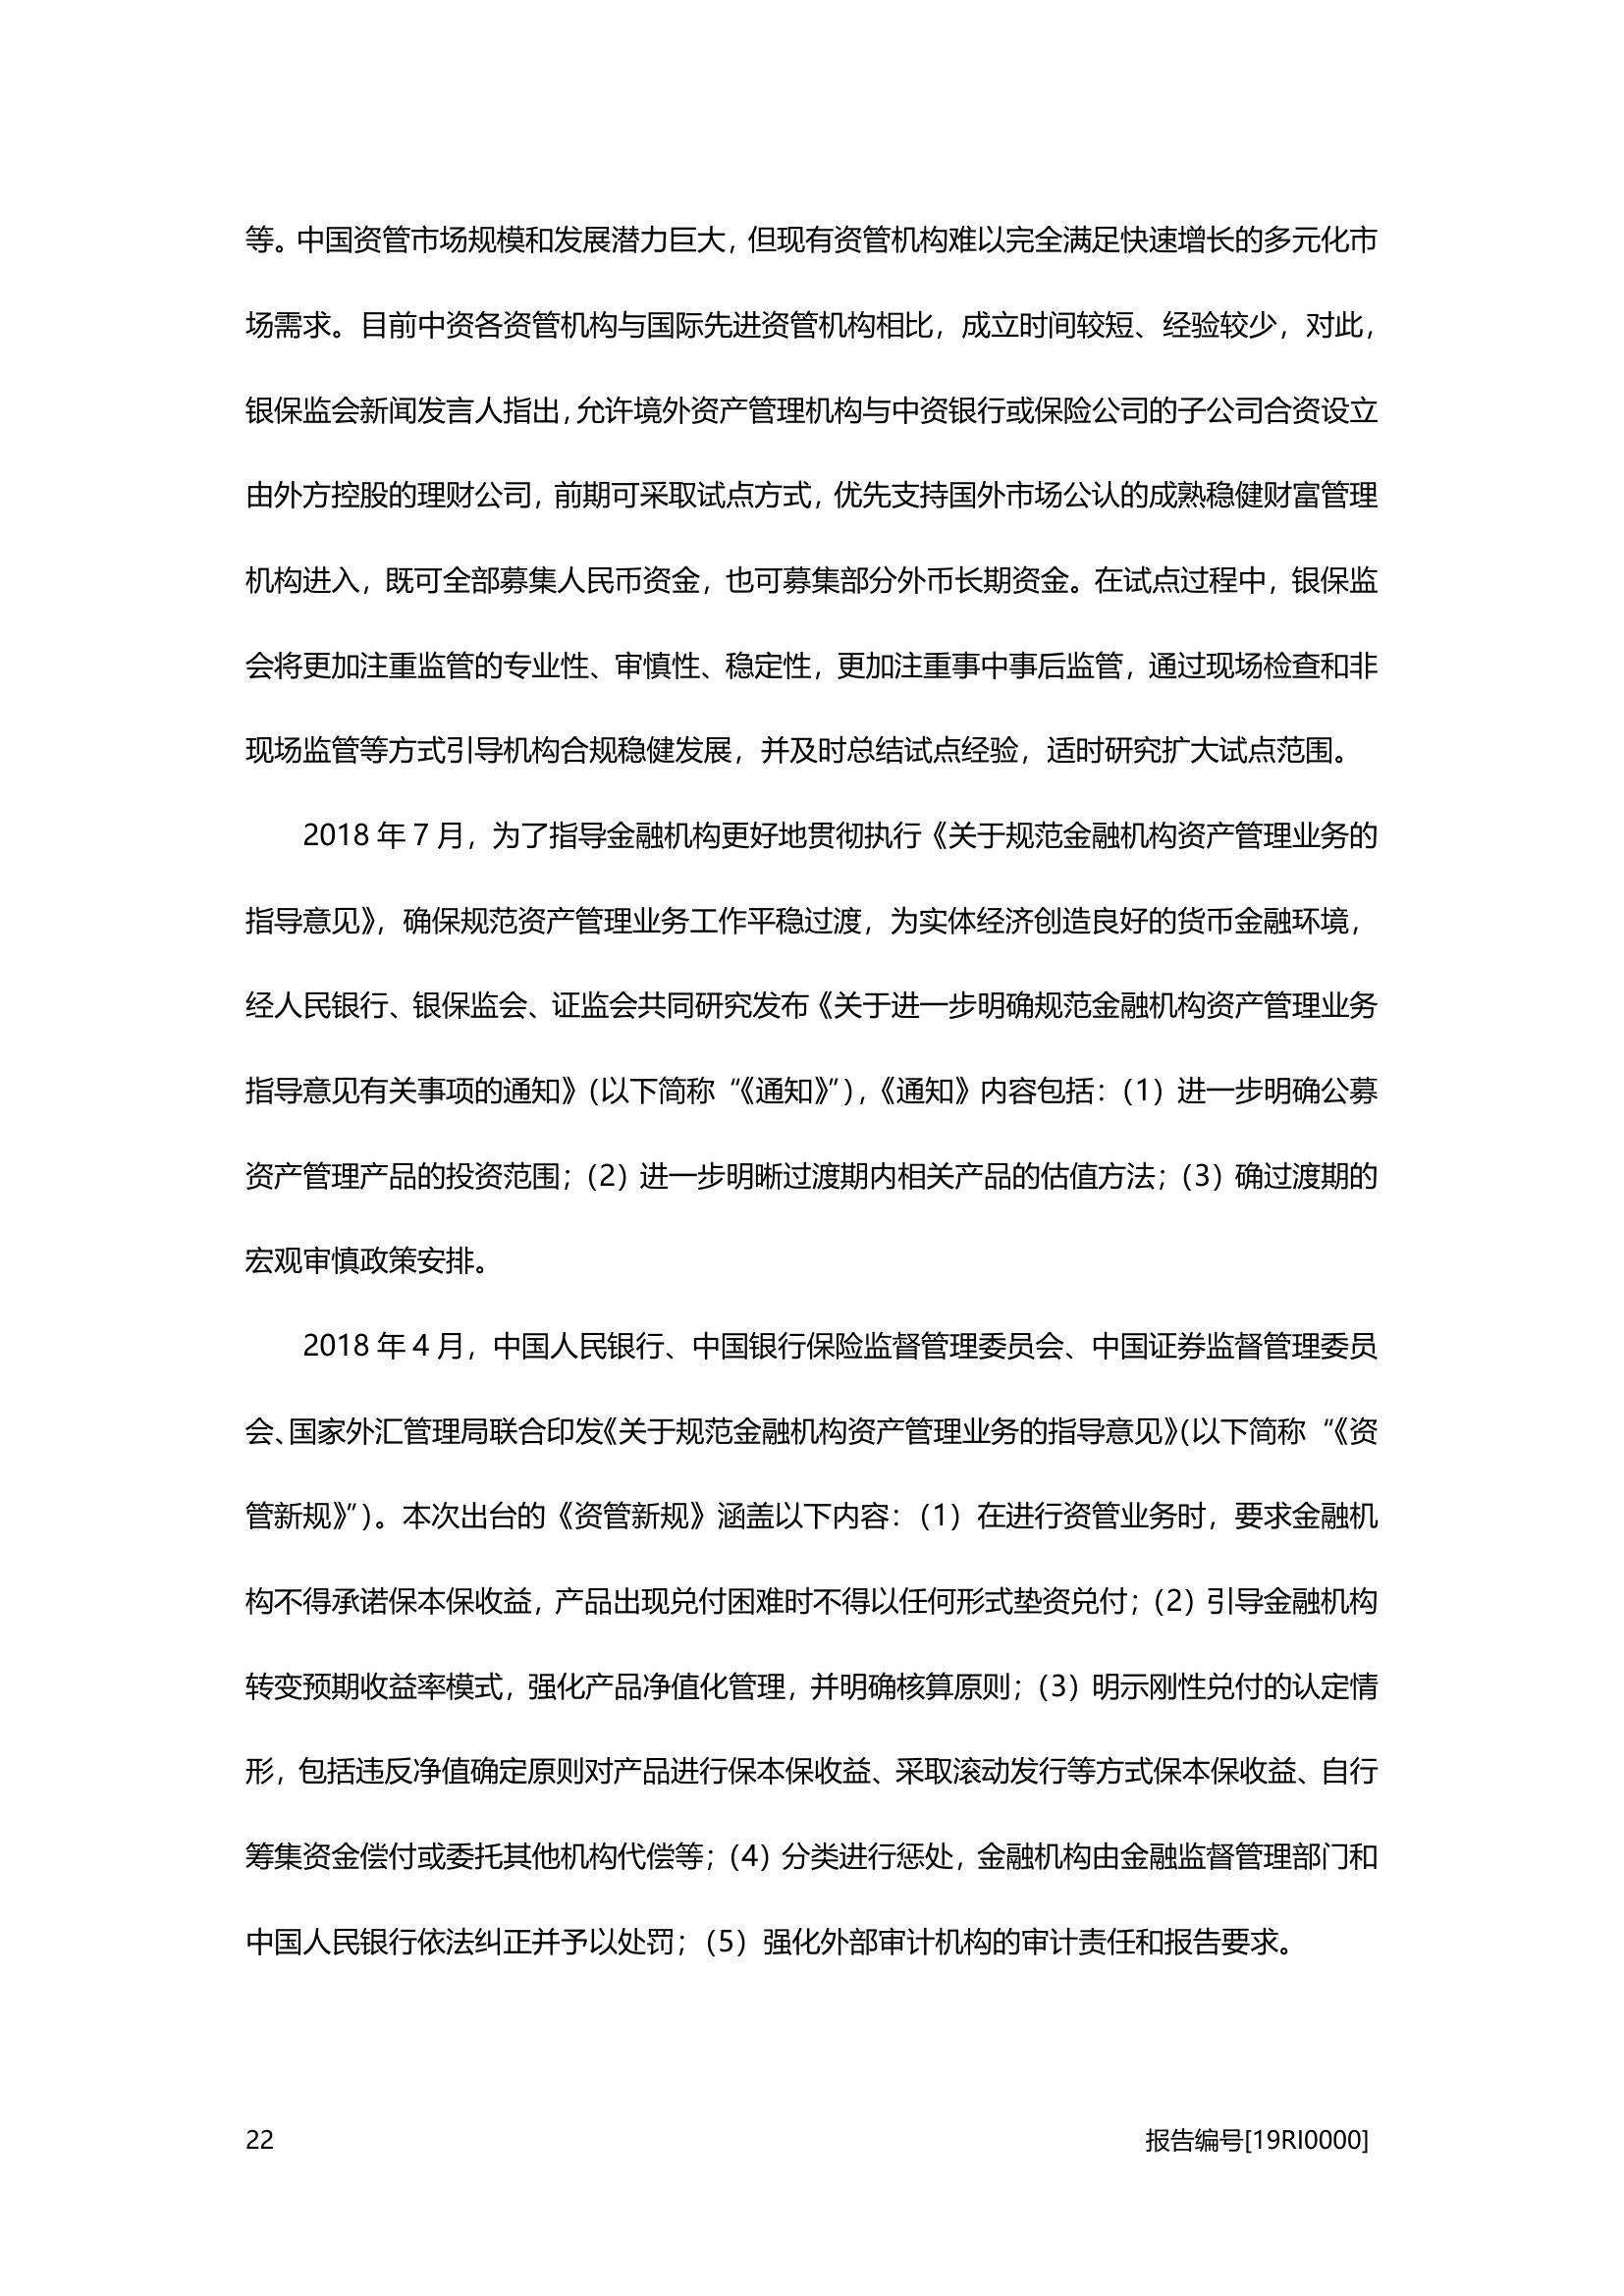 等。中国资管市场规模和发展潜力巨大，但现有资管机构难以完全满足快速增长的多元化市
场需求。目前中资各资管机构与国际先进资管机构相比，成立时间较短、经验较少，对此，
银保监会新闻发言人指出，允许境外资产管理机构与中资银行或保险公司的子公司合资设立
由外方控股的理财公司，前期可采取试点方式，优先支持国外市场公认的成熟稳健财富管理
机构进入，既可全部募集人民币资金，也可募集部分外币长期资金。在试点过程中，银保监
会将更加注重监管的专业性、审慎性、稳定性，更加注重事中事后监管，通过现场检查和非
现场监管等方式引导机构合规稳健发展，并及时总结试点经验，适时研究扩大试点范围。
2018 年 7 月，为了指导金融机构更好地贯彻执行《关于规范金融机构资产管理业务的
指导意见》，确保规范资产管理业务工作平稳过渡，为实体经济创造良好的货币金融环境，
经人民银行、银保监会、证监会共同研究发布《关于进一步明确规范金融机构资产管理业务
指导意见有关事项的通知》（以下简称“《通知》”），《通知》内容包括：（1）进一步明确公募
资产管理产品的投资范围；（2）进一步明晰过渡期内相关产品的估值方法；（3）确过渡期的
宏观审慎政策安排。
2018 年 4 月，中国人民银行、中国银行保险监督管理委员会、中国证券监督管理委员
会、国家外汇管理局联合印发《关于规范金融机构资产管理业务的指导意见》（以下简称“《资
管新规》”）。本次出台的《资管新规》涵盖以下内容：（1）在进行资管业务时，要求金融机
构不得承诺保本保收益，产品出现兑付困难时不得以任何形式垫资兑付；（2）引导金融机构
转变预期收益率模式，强化产品净值化管理，并明确核算原则；（3）明示刚性兑付的认定情
形，包括违反净值确定原则对产品进行保本保收益、采取滚动发行等方式保本保收益、自行
筹集资金偿付或委托其他机构代偿等；（4）分类进行惩处，金融机构由金融监督管理部门和
中国人民银行依法纠正并予以处罚；（5）强化外部审计机构的审计责任和报告要求。
22
报告编号[19RI0000]